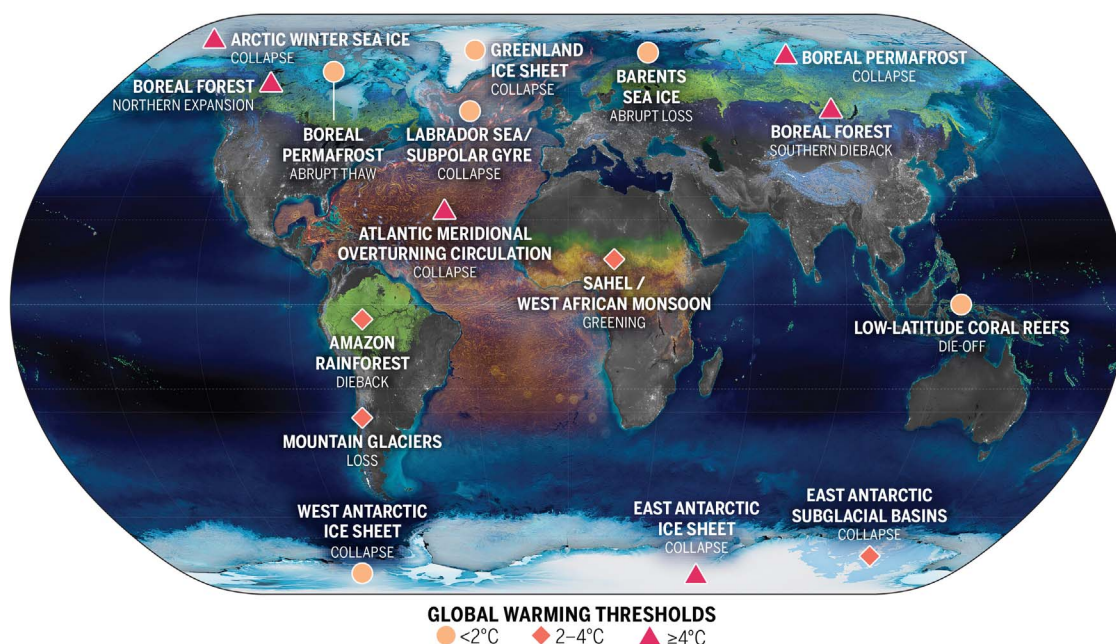 ARCTIC WINTER SEA ICE
COLLAPSE
BOREAL FOREST
NORTHERN EXPANSION
BOREAL
PERMAFROST
ABRUPT THAW
GREENLAND
ICE SHEET
COLLAPSE
LABRADOR SEA/
SUBPOLAR GYRE
COLLAPSE
BARENTS
SEA ICE
ABRUPT LOSS
BOREAL PERMAFROST
COLLAPSE
BOREAL FOREST
SOUTHERN DIEBACK
ATLANTIC MERIDIONAL
OVERTURNING CIRCULATION
COLLAPSE
SAHEL /
WEST AFRICAN MONSOON
GREENING
LOW-LATITUDE CORAL REEFS
DIE-OFF
AMAZON
RAINFOREST
DIEBACK
MOUNTAIN GLACIERS
LOSS
WEST ANTARCTIC
ICE SHEET
COLLAPSE
EAST ANTARCTIC
ICE SHEET
COLLAPSE
EAST ANTARCTIC
SUBGLACIAL BASINS
COLLAPSE
GLOBAL WARMING THRESHOLDS
<2°C 2–4°C ≥4°C